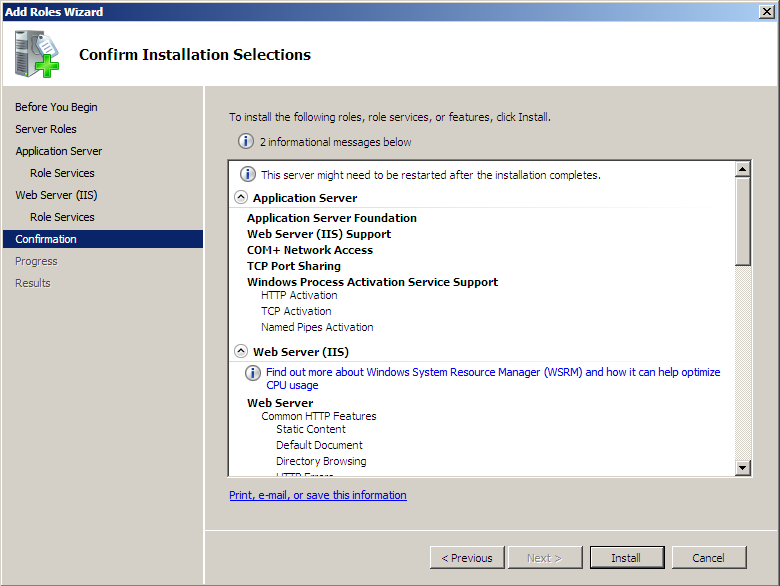 Add Roles Wizard
Confirm Installation Selections
Before You Begin
Server Roles
Application Server
Role Services
Web Server (IIS)
Role Services
Confirmation
Progress
Results
To install the following roles, role services, or features, click Install.
2 informational messages below
This server might need to be restarted after the installation completes.
Application Server
Application Server Foundation
Web Server (IIS) Support
COM+ Network Access
TCP Port Sharing
Windows Process Activation Service Support
HTTP Activation
TCP Activation
Named Pipes Activation
Web Server (IIS)
Find out more about Windows System Resource Manager (WSRM) and how it can help optimize
CPU usage
Web Server
Common HTTP Features
Static Content
Default Document
Directory Browsing
HTTP Errors
Print, e-mail, or save this information
< Previous
Next >
Install
Cancel